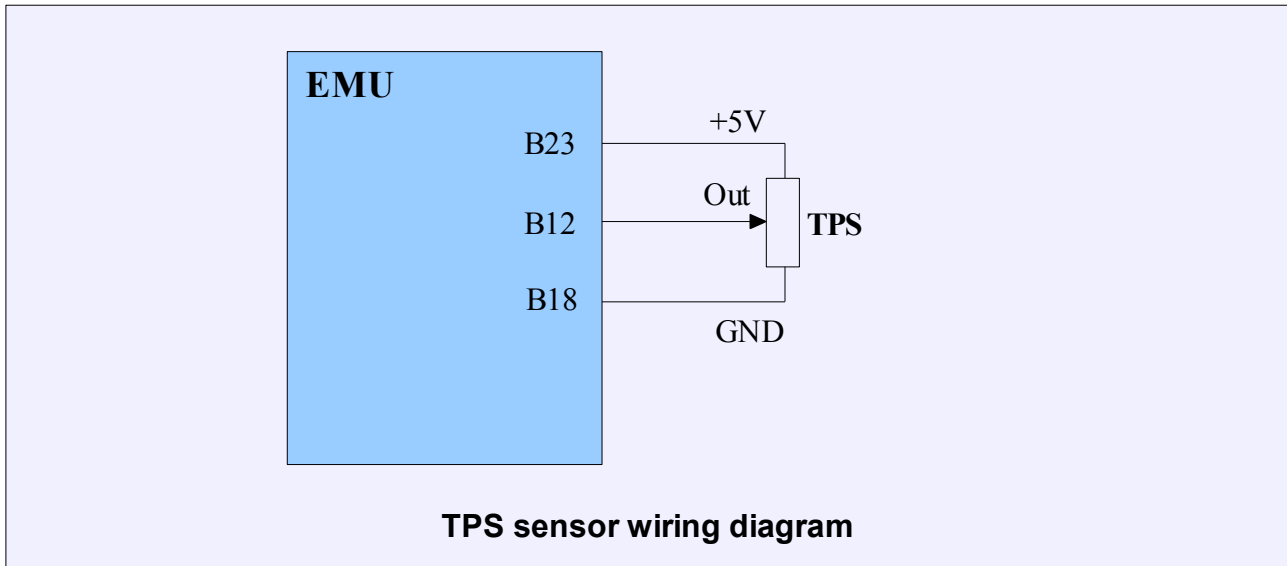 EMU
+5V
B23
Out
B12
TPS
B18
GND
TPS sensor wiring diagram